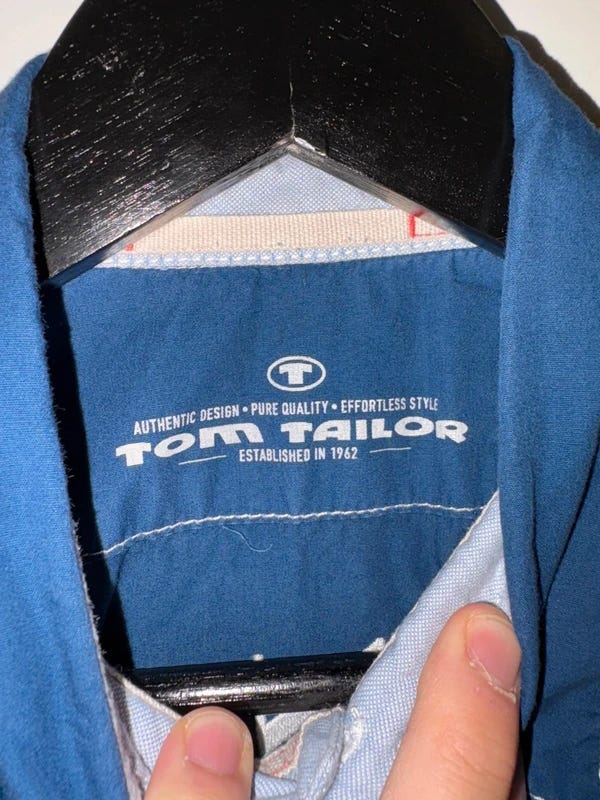 T
AUTHENTIC DESIGN • PURE QUALITY • EFFORTLESS STYLE
TOM TAILOR
ESTABLISHED IN 1962